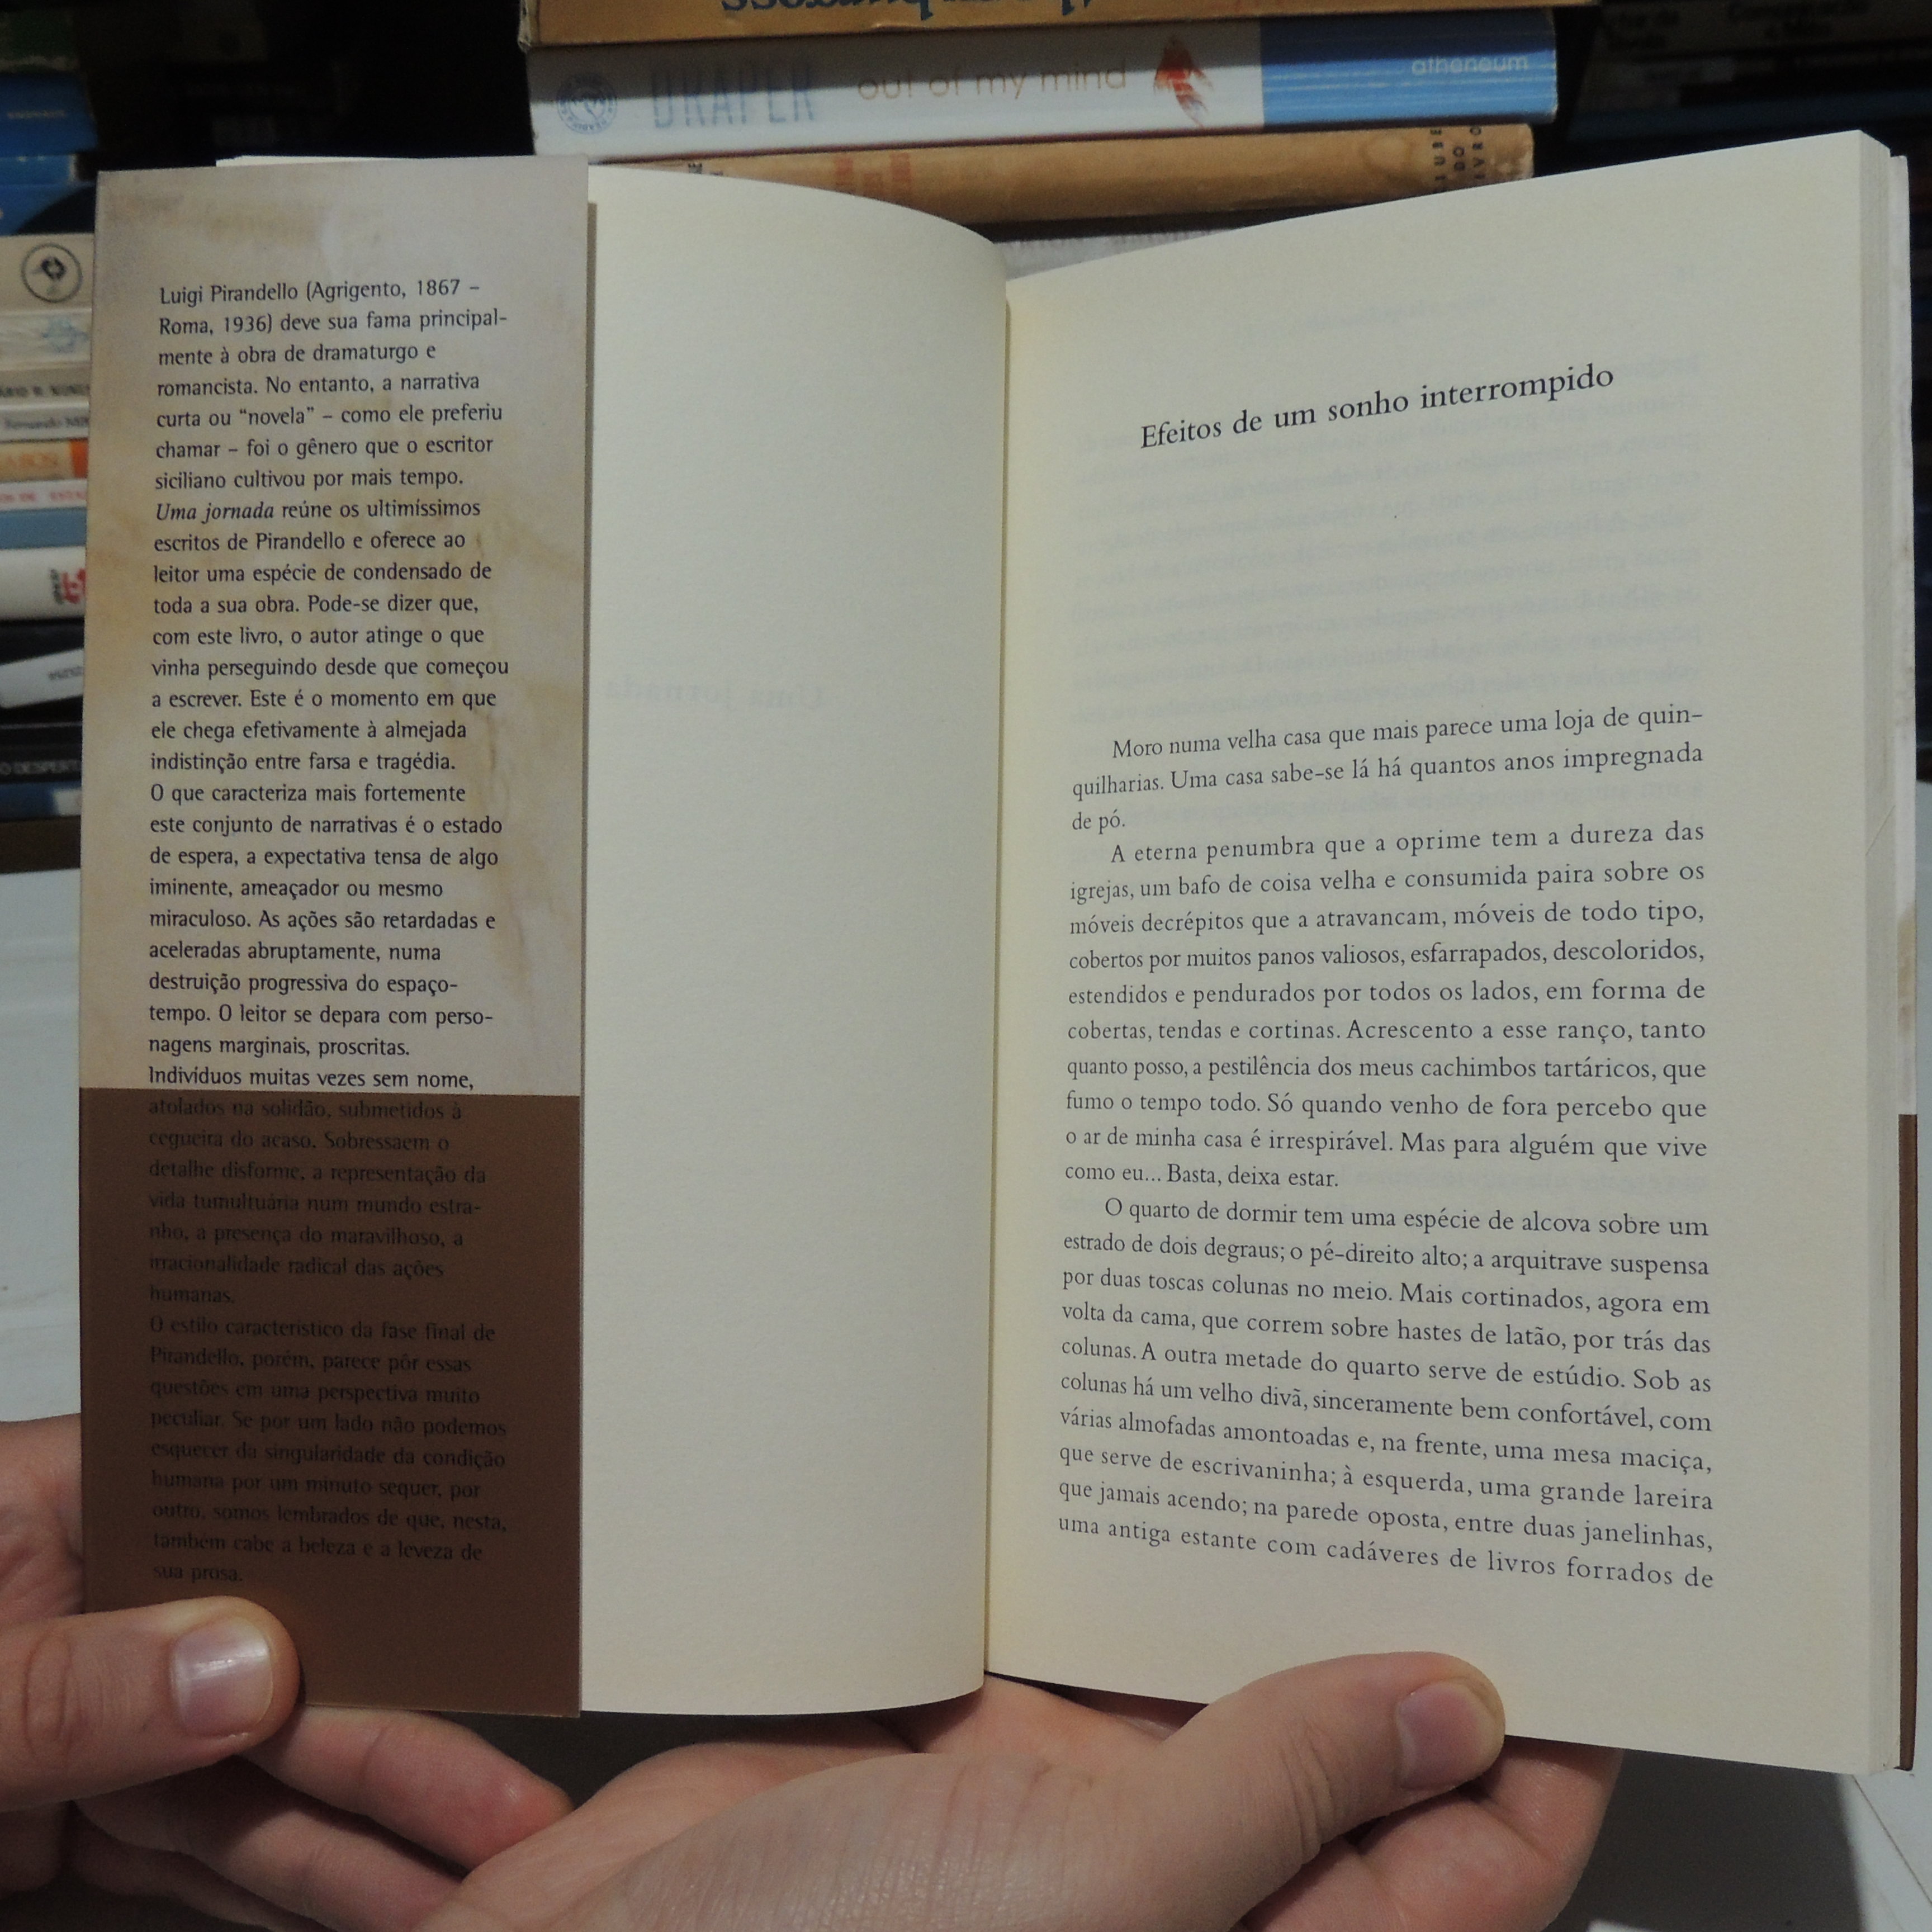 DRAPER out of my mind atheneum
Luigi Pirandello (Agrigento, 1867 –
Roma, 1936) deve sua fama principal-
mente à obra de dramaturgo e
romancista. No entanto, a narrativa
curta ou “novela” – como ele preferiu
chamar – foi o gênero que o escritor
siciliano cultivou por mais tempo.
Uma jornada reúne os ultimíssimos
escritos de Pirandello e oferece ao
leitor uma espécie de condensado de
toda a sua obra. Pode-se dizer que,
com este livro, o autor atinge o que
vinha perseguindo desde que começou
a escrever. Este é o momento em que
ele chega efetivamente à almejada
indistinção entre farsa e tragédia.
O que caracteriza mais fortemente
este conjunto de narrativas é o estado
de espera, a expectativa tensa de algo
iminente, ameaçador ou mesmo
miraculoso. As ações são retardadas e
aceleradas abruptamente, numa
destruição progressiva do espaço-
tempo. O leitor se depara com perso-
nagens marginais, proscritas.
Indivíduos muitas vezes sem nome,
atolados na solidão, submetidos à
cegueira do acaso. Sobressaem o
detalhe disforme, a representação da
vida tumultuária num mundo estra-
nho, a presença do maravilhoso, a
irracionalidade radical das ações
humanas.
O estilo característico da fase final de
Pirandello, porém, parece pôr essas
questões em uma perspectiva muito
peculiar. Se por um lado não podemos
esquecer da singularidade da condição
humana por um minuto sequer, por
outro, somos lembrados de que, nesta,
também cabe a beleza e a leveza de
sua prosa.
Efeitos de um sonho interrompido
Moro numa velha casa que mais parece uma loja de quin-
quilharias. Uma casa sabe-se lá há quantos anos impregnada
de pó.
A eterna penumbra que a oprime tem a dureza das
igrejas, um bafo de coisa velha e consumida paira sobre os
móveis decrépitos que a atravancam, móveis de todo tipo,
cobertos por muitos panos valiosos, esfarrapados, descoloridos,
estendidos e pendurados por todos os lados, em forma de
cobertas, tendas e cortinas. Acrescento a esse ranço, tanto
quanto posso, a pestilência dos meus cachimbos tartáricos, que
fumo o tempo todo. Só quando venho de fora percebo que
o ar de minha casa é irrespirável. Mas para alguém que vive
como eu... Basta, deixa estar.
O quarto de dormir tem uma espécie de alcova sobre um
estrado de dois degraus; o pé-direito alto; a arquitrave suspensa
por duas toscas colunas no meio. Mais cortinados, agora em
volta da cama, que correm sobre hastes de latão, por trás das
colunas. A outra metade do quarto serve de estúdio. Sob as
colunas há um velho divã, sinceramente bem confortável, com
várias almofadas amontoadas e, na frente, uma mesa maciça,
que serve de escrivaninha; à esquerda, uma grande lareira
que jamais acendo; na parede oposta, entre duas janelinhas,
uma antiga estante com cadáveres de livros forrados de